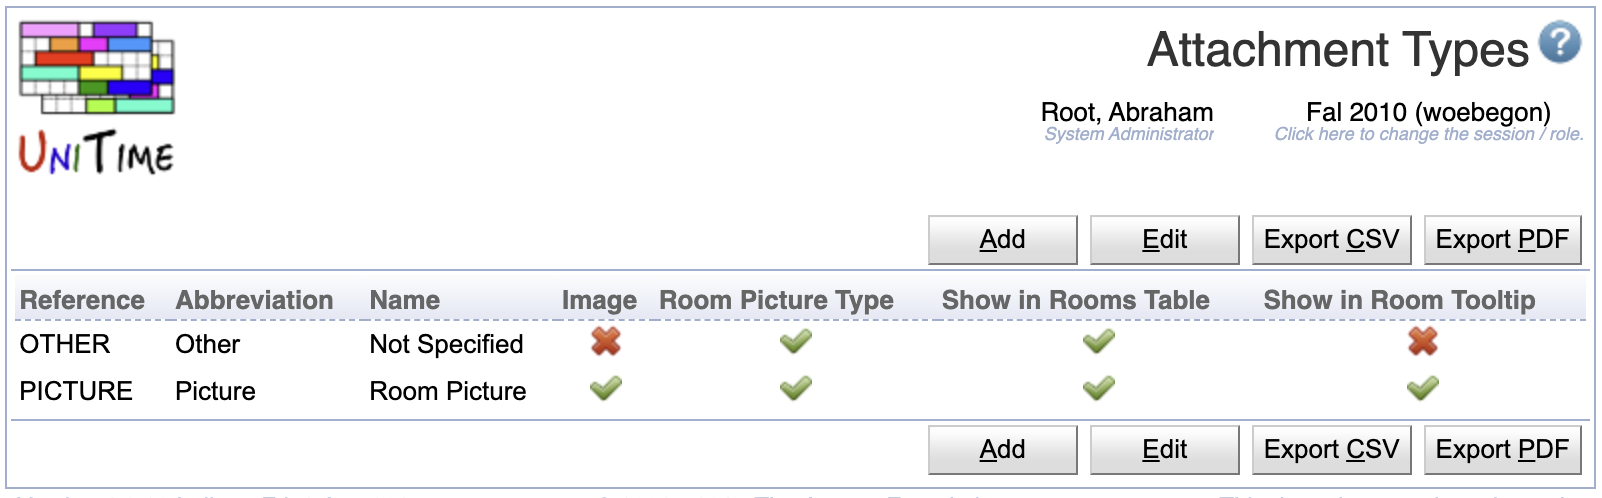 Attachment Types ?
UNITIME
Root, Abraham Fal 2010 (woebegon)
System Administrator Click here to change the session / role.
Add Edit Export CSV Export PDF
Reference Abbreviation Name Image Room Picture Type Show in Rooms Table Show in Room Tooltip
OTHER Other Not Specified
PICTURE Picture Room Picture
Add Edit Export CSV Export PDF